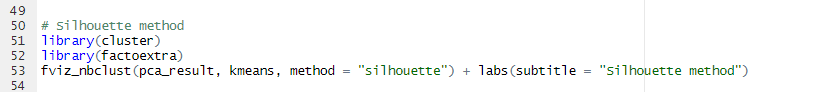 49
50 # Silhouette method
51 library(cluster)
52 library(factoextra)
53 fviz_nbclust(pca_result, kmeans, method = "silhouette") + labs(subtitle = "Silhouette method")
54